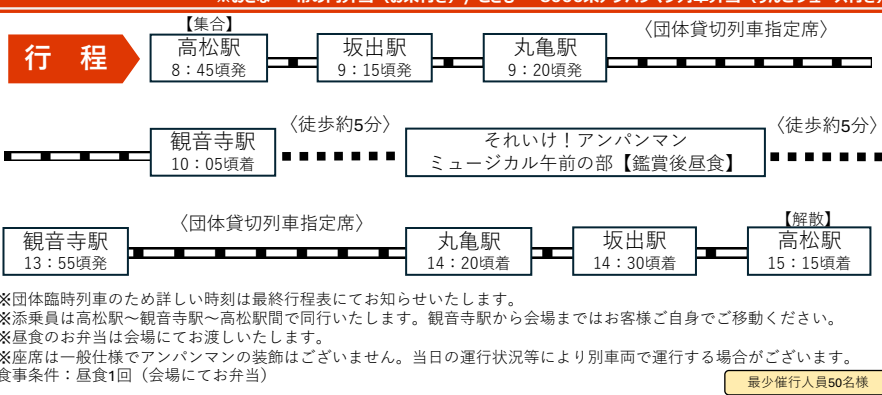 行 程
【集合】
高松駅
8：45頃発
坂出駅
9：15頃発
丸亀駅
9：20頃発
〈団体貸切列車指定席〉
観音寺駅
10：05頃着
〈徒歩約5分〉
それいけ！アンパンマン
ミュージカル午前の部【鑑賞後昼食】
〈徒歩約5分〉
観音寺駅
13：55頃発
〈団体貸切列車指定席〉
丸亀駅
14：20頃着
坂出駅
14：30頃着
【解散】
高松駅
15：15頃着
※団体臨時列車のため詳しい時刻は最終行程表にてお知らせいたします。
※添乗員は高松駅～観音寺駅～高松駅間で同行いたします。観音寺駅から会場まではお客様ご自身でご移動ください。
※昼食のお弁当は会場にてお渡しいたします。
※座席は一般仕様でアンパンマンの装飾はございません。当日の運行状況等により別車両で運行する場合がございます。
食事条件：昼食1回（会場にてお弁当）
最少催行人員50名様